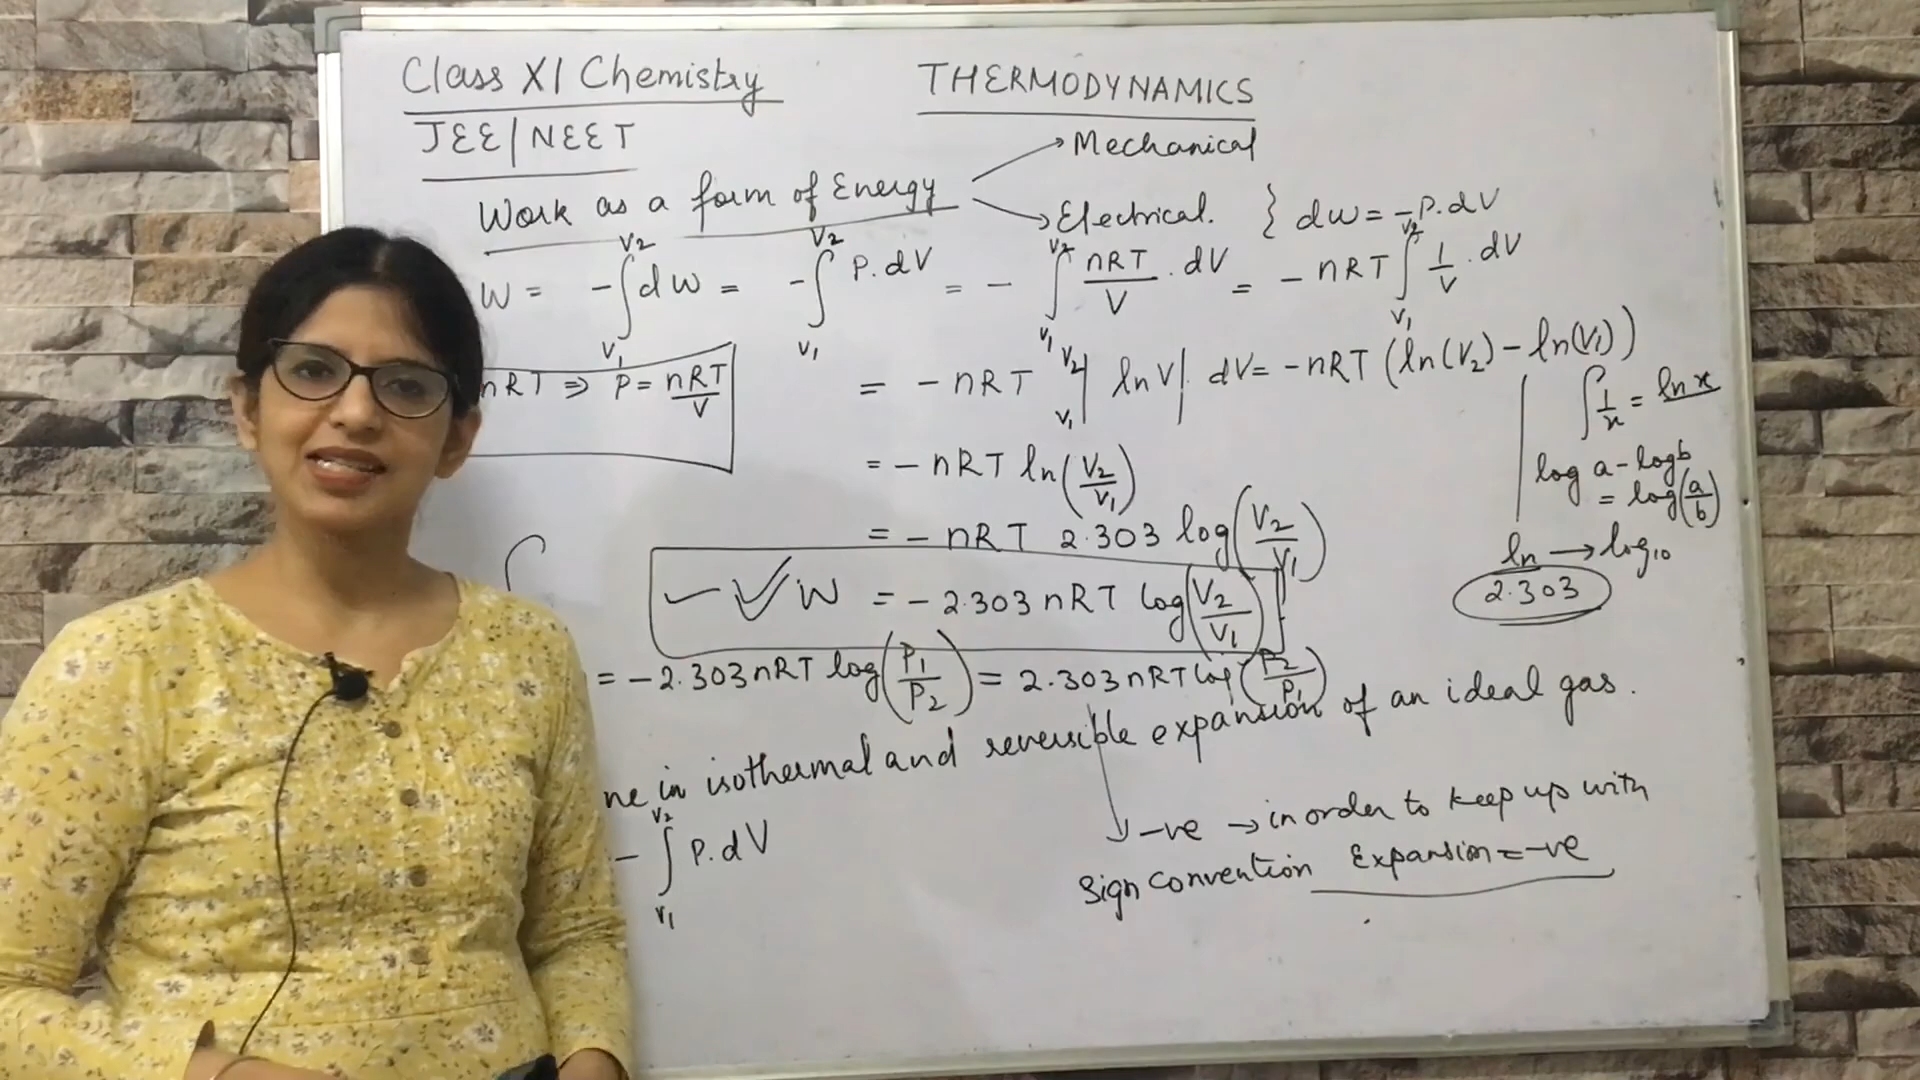 Class XI Chemistry
THERMODYNAMICS
JEE/NEET
Mechanical
Work as a form of Energy
Electrical. } dw = -P.dV
W = -∫_{V1}^{V2} dw = -∫_{V1}^{V2} P.dV = -∫_{V1}^{V2} nRT/V . dV = -nRT ∫_{V1}^{V2} 1/V . dV
nRT ⇒ P = nRT/V
= -nRT _{V1}^{V2}| ln V | dV = -nRT (ln(V2) - ln(V1))
∫ 1/x = ln x
= -nRT ln(V2/V1)
log a - log b
= log(a/b)
= -nRT 2.303 log(V2/V1)
ln → log10
2.303
W = -2.303 nRT log(V2/V1)
= -2.303 nRT log(P1/P2) = 2.303 nRT log(P2/P1)
ne in isothermal and reversible expansion of an ideal gas.
-∫_{V1}^{V2} P.dV
-ve → in order to keep up with
Sign convention Expansion = -ve